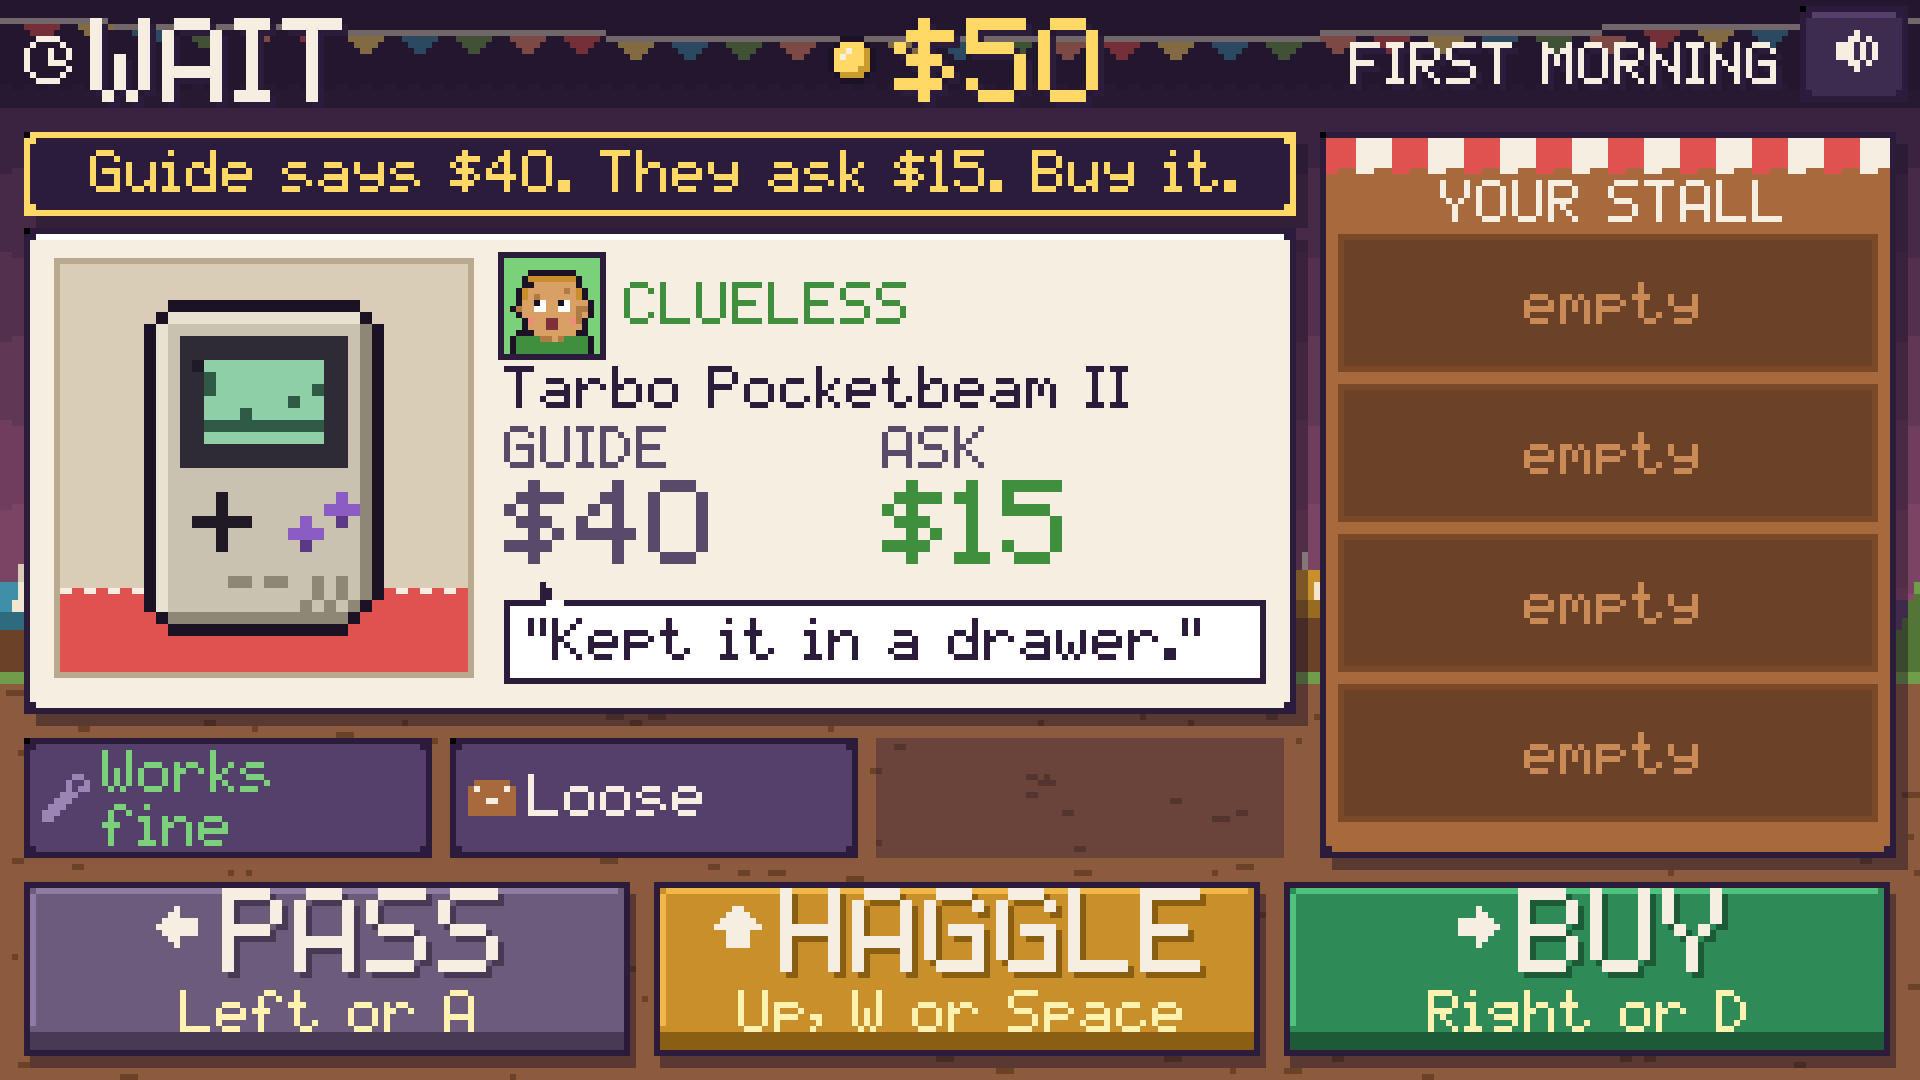 WAIT
$50
FIRST MORNING
Guide says $40. They ask $15. Buy it.
CLUELESS
Tarbo Pocketbeam II
GUIDE
ASK
$40
$15
"Kept it in a drawer."
YOUR STALL
empty
empty
empty
empty
Works
fine
Loose
PASS
Left or A
HAGGLE
Up, W or Space
BUY
Right or D